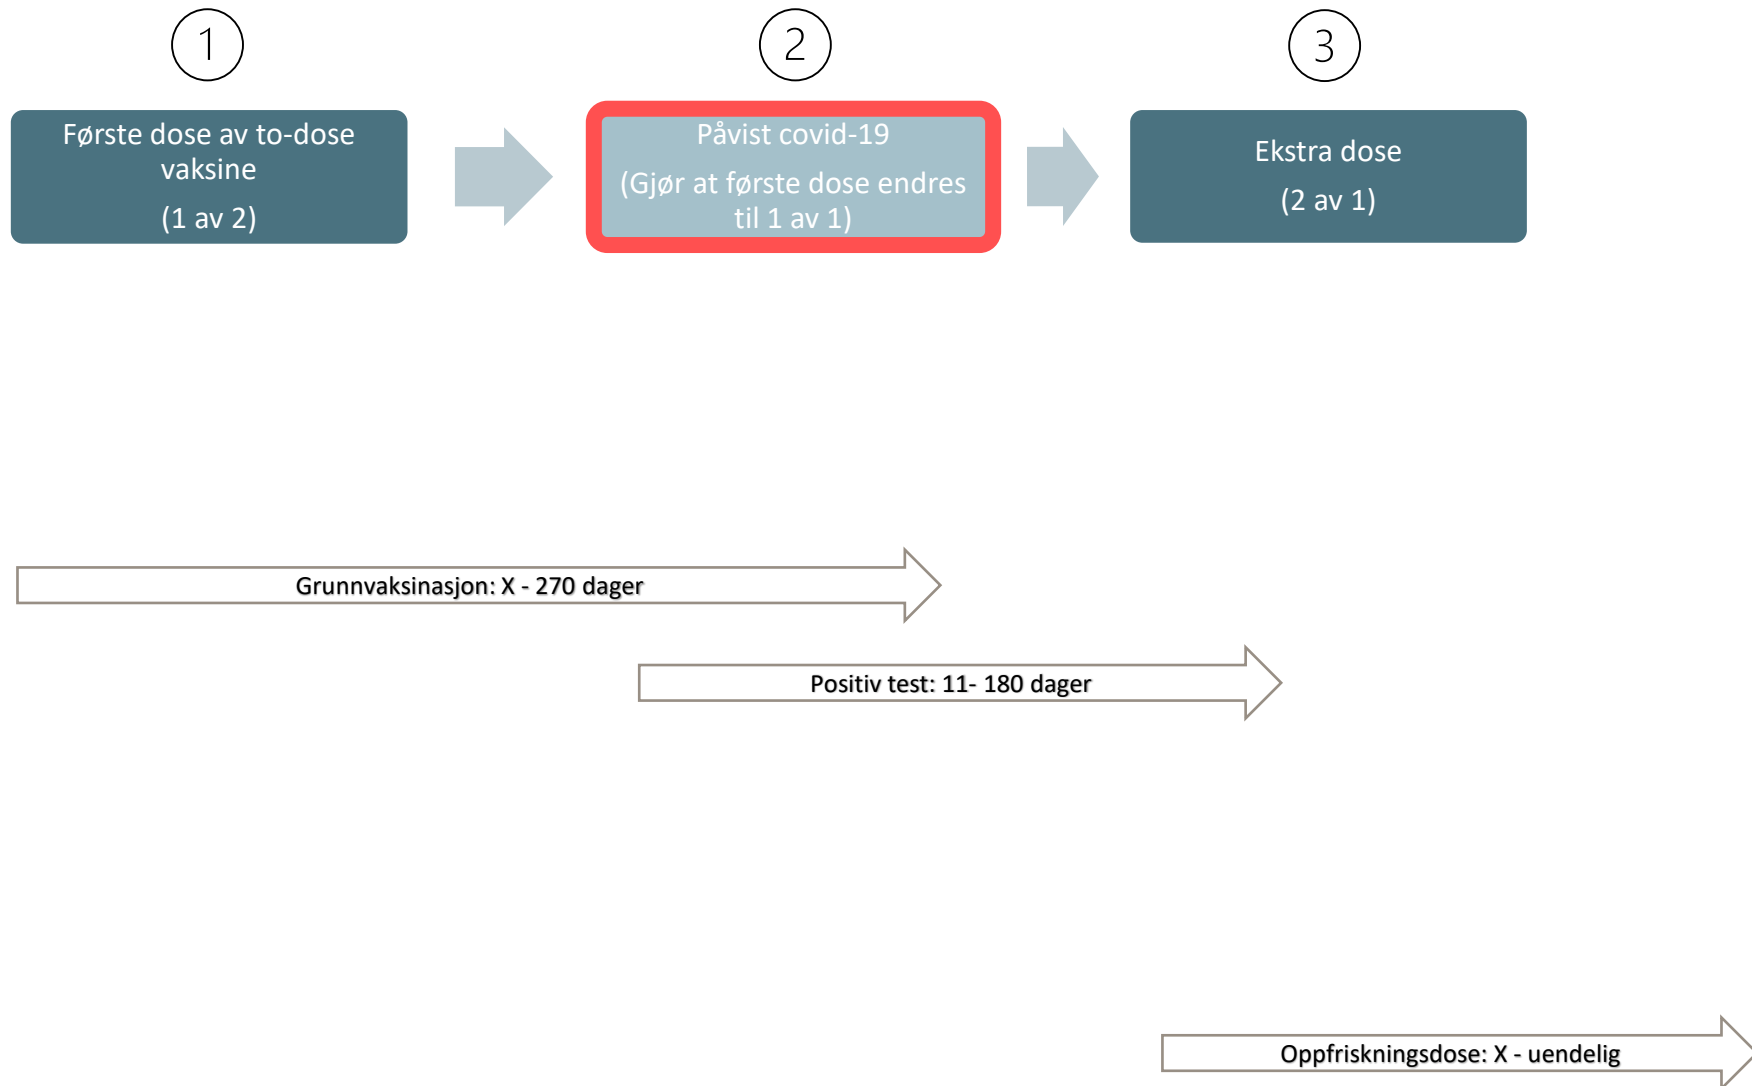 1
2
3
Første dose av to-dose
vaksine
(1 av 2)
Påvist covid-19
(Gjør at første dose endres
til 1 av 1)
Ekstra dose
(2 av 1)
Grunnvaksinasjon: X - 270 dager
Positiv test: 11- 180 dager
Oppfriskningsdose: X - uendelig